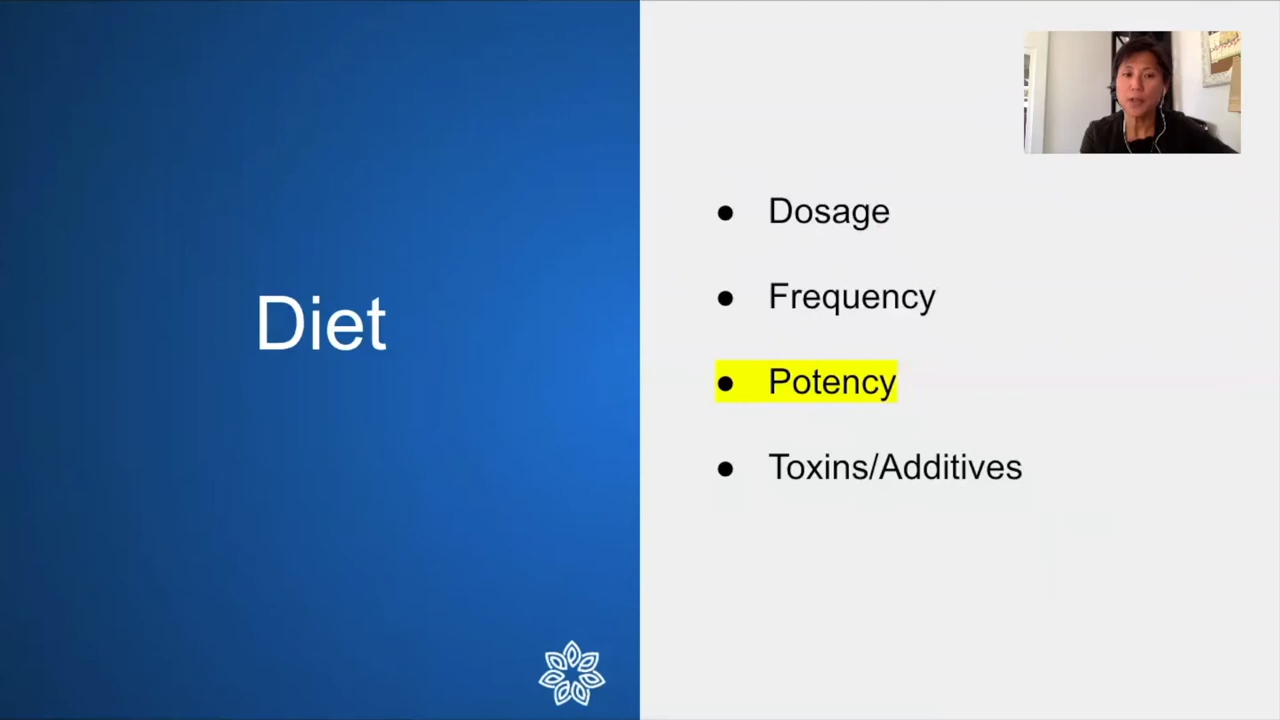 Diet
● Dosage
● Frequency
● Potency
● Toxins/Additives